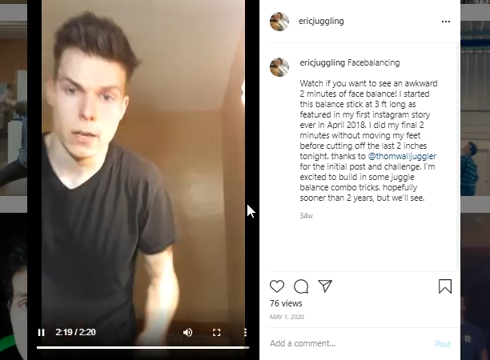 ericjuggling
ericjuggling Facebalancing
Watch if you want to see an awkward
2 minutes of face balance! I started
this balance stick at 3 ft long as
featured in my first instagram story
ever in April 2018. I did my final 2
minutes without moving my feet
before cutting off the last 2 inches
tonight. thanks to @thomwalljuggler
for the initial post and challenge. I'm
excited to build in some juggle
balance combo tricks. hopefully
sooner than 2 years, but we'll see.
34w
2:19 / 2:20
76 views
MAY 1, 2020
Add a comment...
Post